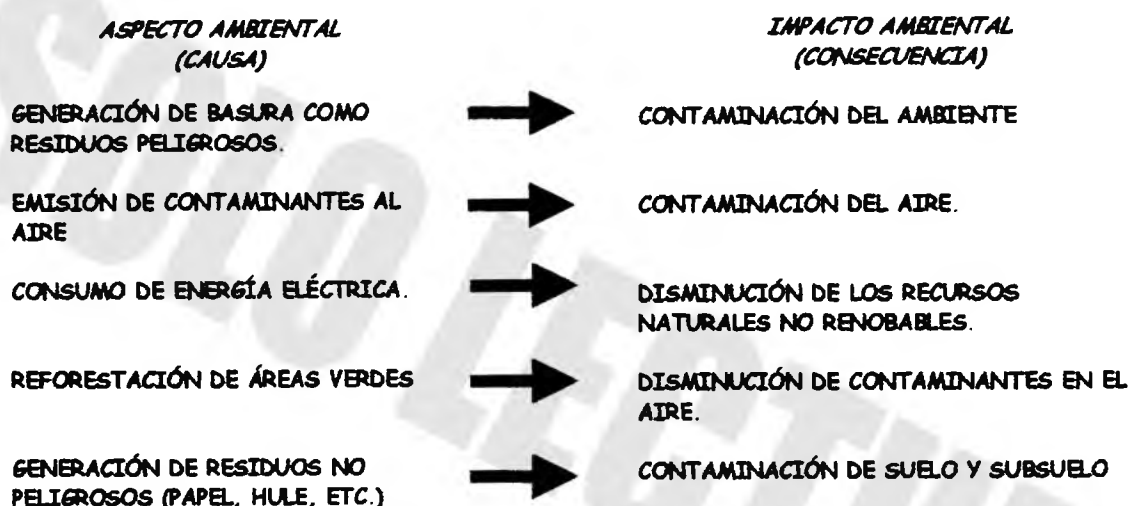 ASPECTO AMBIENTAL
(CAUSA)
IMPACTO AMBIENTAL
(CONSECUENCIA)
GENERACIÓN DE BASURA COMO
RESIDUOS PELIGROSOS.
CONTAMINACIÓN DEL AMBIENTE
EMISIÓN DE CONTAMINANTES AL
AIRE
CONTAMINACIÓN DEL AIRE.
CONSUMO DE ENERGÍA ELÉCTRICA.
DISMINUCIÓN DE LOS RECURSOS
NATURALES NO RENOBABLES.
REFORESTACIÓN DE ÁREAS VERDES
DISMINUCIÓN DE CONTAMINANTES EN EL
AIRE.
GENERACIÓN DE RESIDUOS NO
PELIGROSOS (PAPEL, HULE, ETC.)
CONTAMINACIÓN DE SUELO Y SUBSUELO
SOLO LECTU